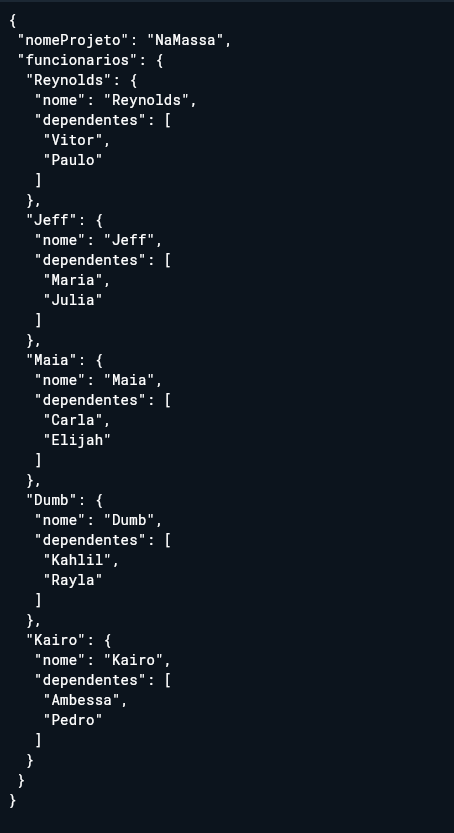 {
 "nomeProjeto": "NaMassa",
 "funcionarios": {
  "Reynolds": {
   "nome": "Reynolds",
   "dependentes": [
    "Vitor",
    "Paulo"
   ]
  },
  "Jeff": {
   "nome": "Jeff",
   "dependentes": [
    "Maria",
    "Julia"
   ]
  },
  "Maia": {
   "nome": "Maia",
   "dependentes": [
    "Carla",
    "Elijah"
   ]
  },
  "Dumb": {
   "nome": "Dumb",
   "dependentes": [
    "Kahlil",
    "Rayla"
   ]
  },
  "Kairo": {
   "nome": "Kairo",
   "dependentes": [
    "Ambessa",
    "Pedro"
   ]
  }
 }
}